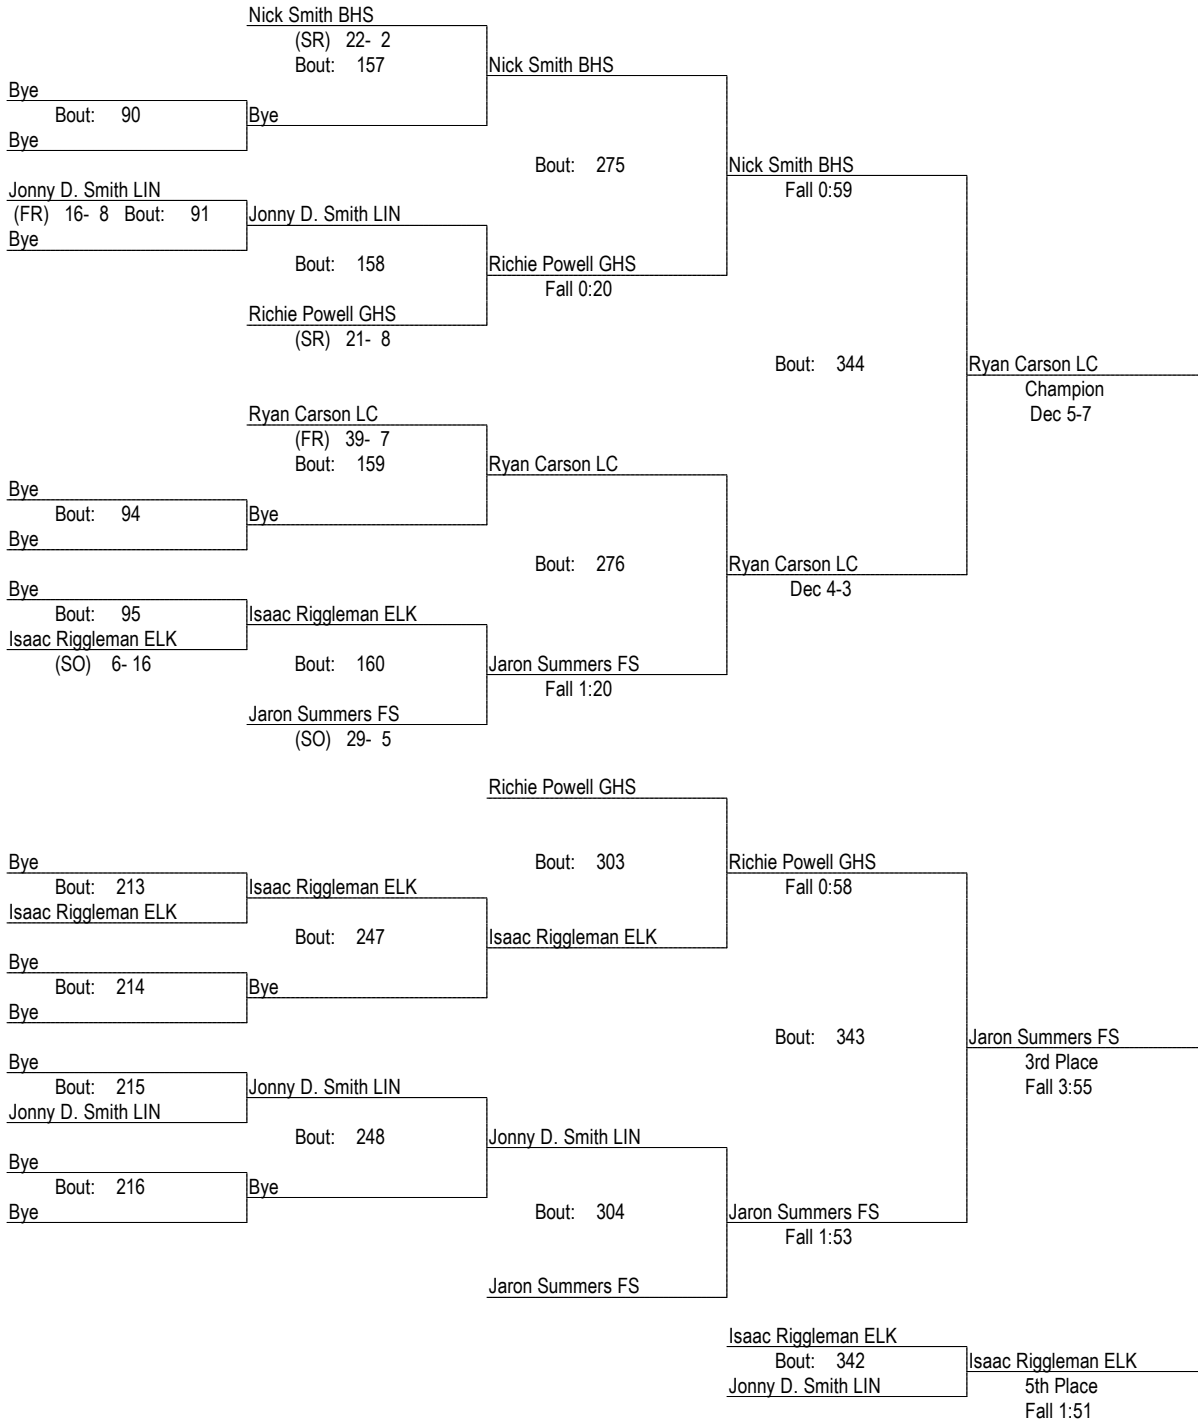 Nick Smith BHS
(SR) 22- 2
Bout: 157
Nick Smith BHS
Bye
Bout: 90
Bye
Bye
Bout: 275
Nick Smith BHS
Fall 0:59
Jonny D. Smith LIN
(FR) 16- 8 Bout: 91
Jonny D. Smith LIN
Bye
Bout: 158
Richie Powell GHS
Fall 0:20
Richie Powell GHS
(SR) 21- 8
Bout: 344
Ryan Carson LC
Champion
Dec 5-7
Ryan Carson LC
(FR) 39- 7
Bout: 159
Ryan Carson LC
Bye
Bout: 94
Bye
Bye
Bout: 276
Ryan Carson LC
Dec 4-3
Bye
Bout: 95
Isaac Riggleman ELK
Isaac Riggleman ELK
(SO) 6- 16
Bout: 160
Jaron Summers FS
Fall 1:20
Jaron Summers FS
(SO) 29- 5
Richie Powell GHS
Bout: 303
Richie Powell GHS
Fall 0:58
Bye
Bout: 213
Isaac Riggleman ELK
Isaac Riggleman ELK
Bout: 247
Isaac Riggleman ELK
Bye
Bout: 214
Bye
Bye
Bout: 343
Jaron Summers FS
3rd Place
Fall 3:55
Bye
Bout: 215
Jonny D. Smith LIN
Jonny D. Smith LIN
Bout: 248
Jonny D. Smith LIN
Bye
Bout: 216
Bye
Bye
Bout: 304
Jaron Summers FS
Fall 1:53
Jaron Summers FS
Isaac Riggleman ELK
Bout: 342
Isaac Riggleman ELK
Jonny D. Smith LIN
5th Place
Fall 1:51